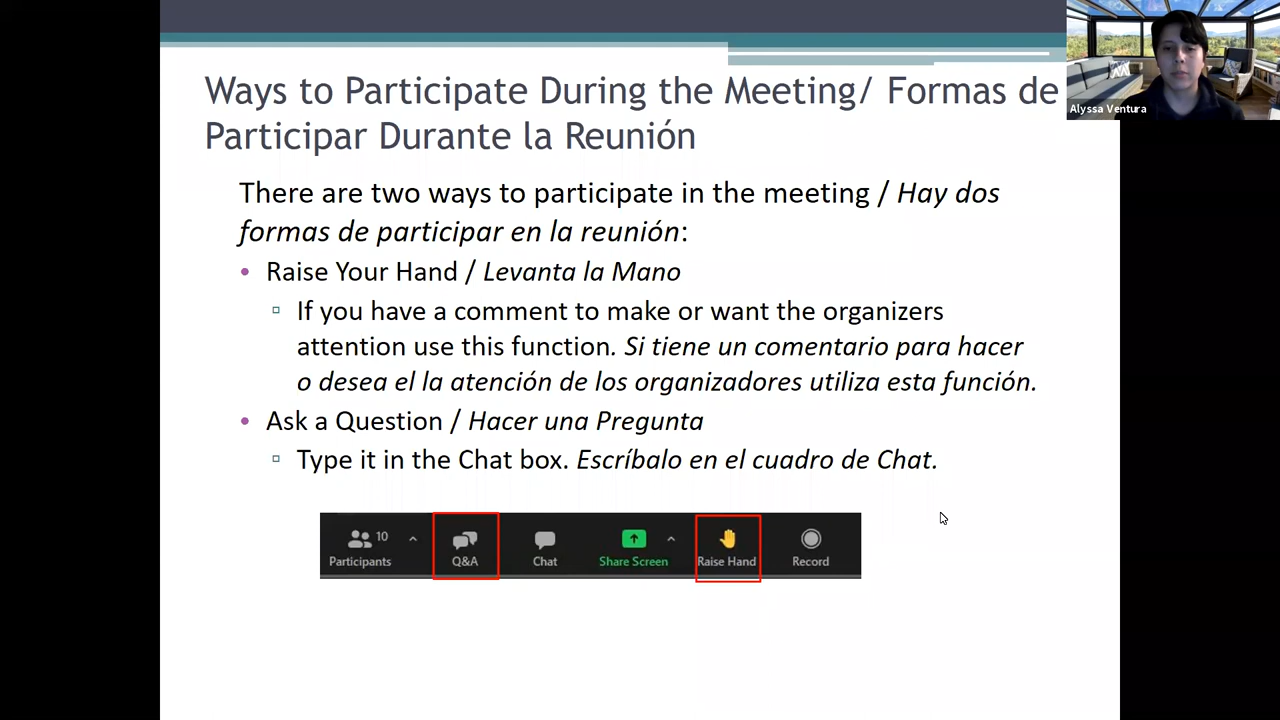 Ways to Participate During the Meeting/ Formas de
Participar Durante la Reunión
Alyssa Ventura
There are two ways to participate in the meeting / Hay dos
formas de participar en la reunión:
• Raise Your Hand / Levanta la Mano
▫ If you have a comment to make or want the organizers
attention use this function. Si tiene un comentario para hacer
o desea el la atención de los organizadores utiliza esta función.
• Ask a Question / Hacer una Pregunta
▫ Type it in the Chat box. Escríbalo en el cuadro de Chat.
10
Participants Q&A Chat Share Screen Raise Hand Record